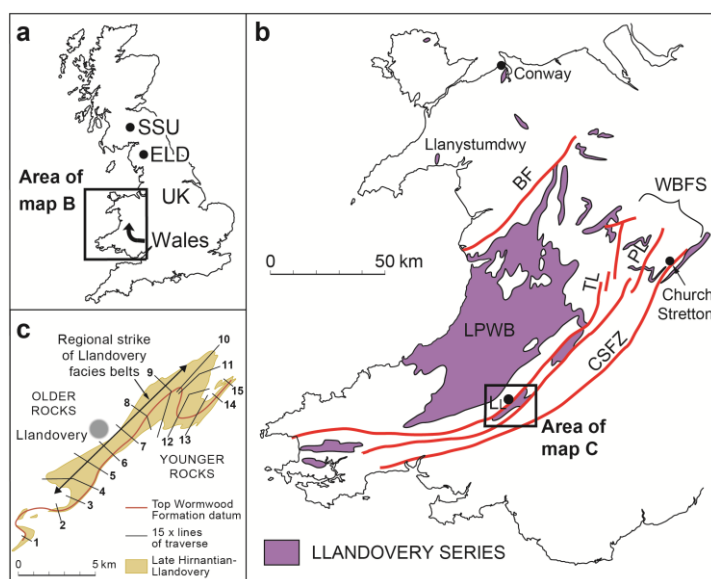 a
SSU
ELD
Area of
map B
UK
Wales
b
Conway
Llanystumdwy
BF
WBFS
0
50 km
PL
TL
Church
Stretton
LPWB
CSFZ
LL
Area of
map C
LLANDOVERY SERIES
c
Regional strike
of Llandovery
facies belts
10
9
11
OLDER
ROCKS
8
15
14
Llandovery
7
12
13
6
YOUNGER
ROCKS
5
4
3
2
1
Top Wormwood
Formation datum
15 x lines
of traverse
Late Hirnantian-
Llandovery
0
5 km